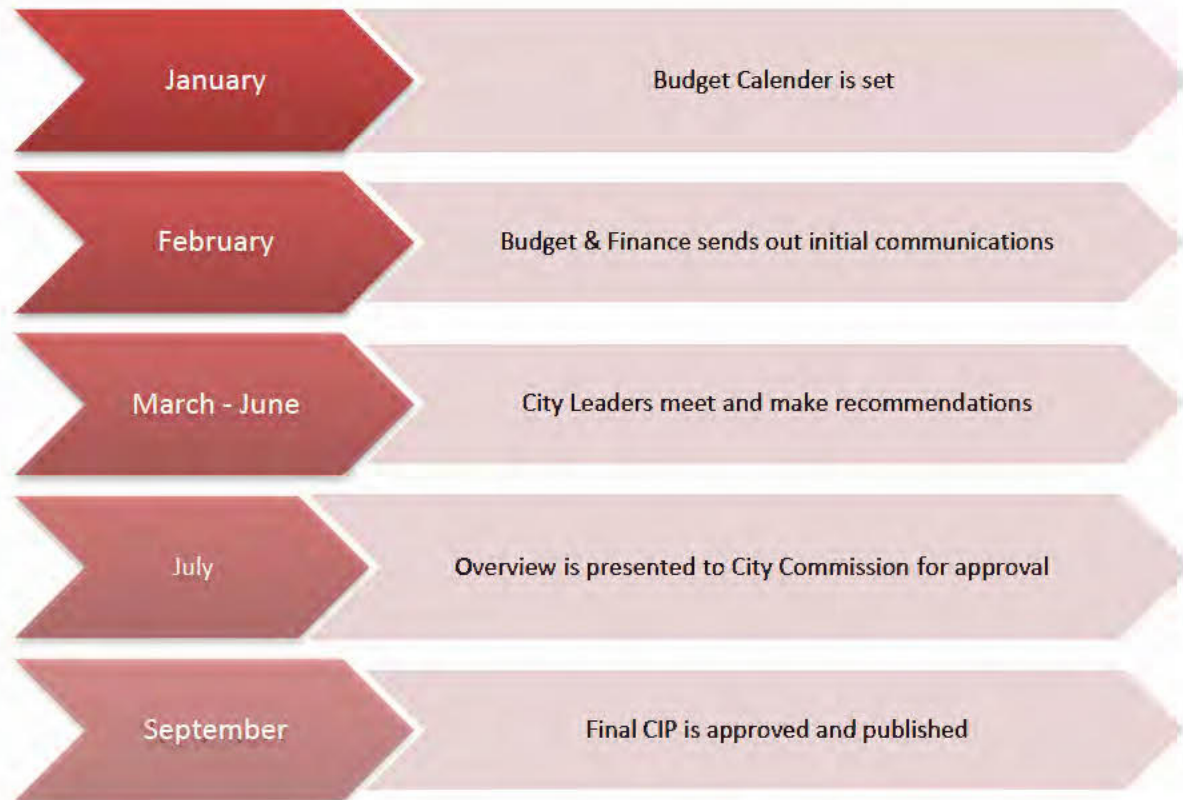 January
Budget Calender is set
February
Budget & Finance sends out initial communications
March - June
City Leaders meet and make recommendations
July
Overview is presented to City Commission for approval
September
Final CIP is approved and published